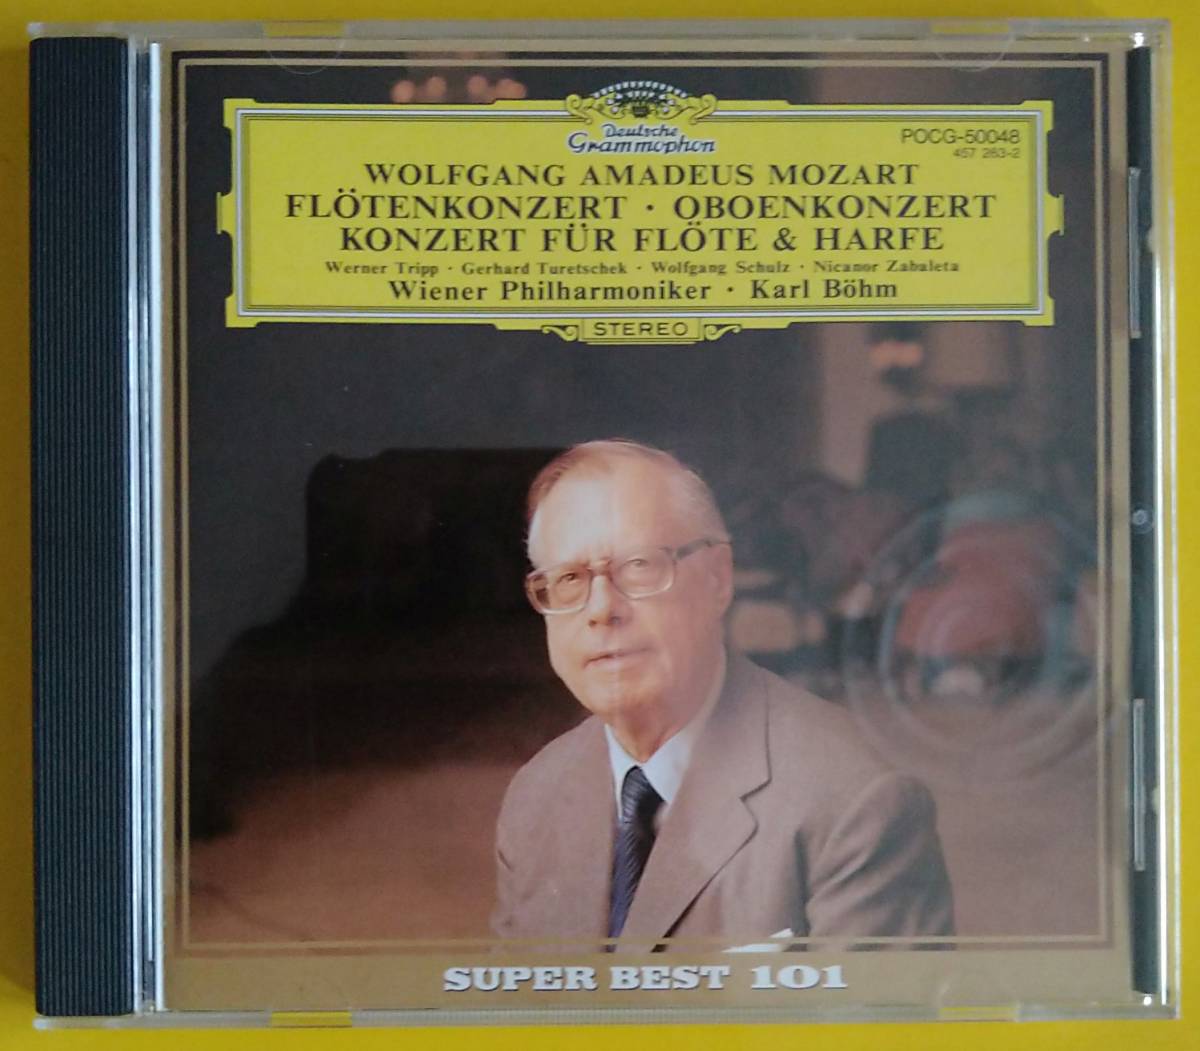 Deutsche
Grammophon
POCG-50048
457 283-2
WOLFGANG AMADEUS MOZART
FLÖTENKONZERT · OBOENKONZERT
KONZERT FÜR FLÖTE & HARFE
Werner Tripp · Gerhard Turetschek · Wolfgang Schulz · Nicanor Zabaleta
Wiener Philharmoniker · Karl Böhm
STEREO
SUPER BEST 101